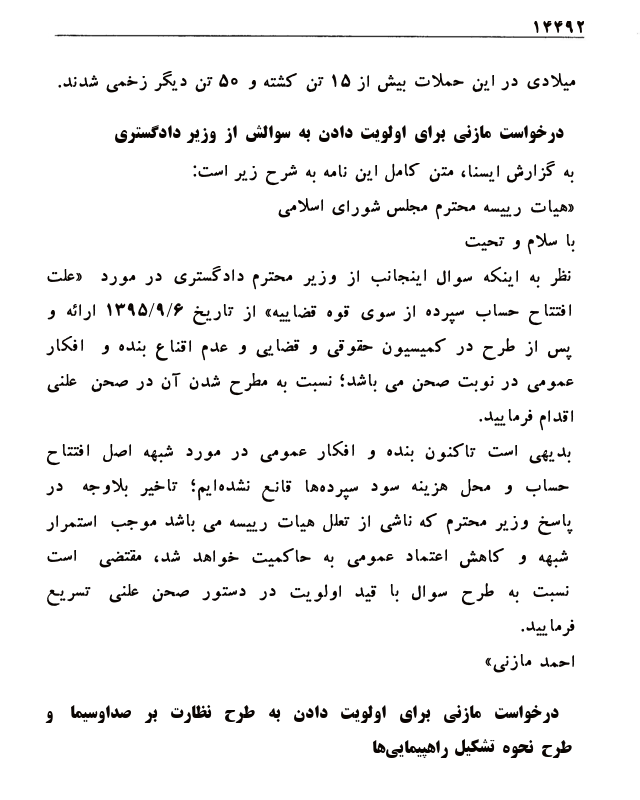 ۱۴۴۹۲
میلادی در این حملات بیش از ۱۵ تن کشته و ۵۰ تن دیگر زخمی شدند.
درخواست مازنی برای اولویت دادن به سوالش از وزیر دادگستری
به گزارش ایسنا، متن کامل این نامه به شرح زیر است:
«هیات رییسه محترم مجلس شورای اسلامی
با سلام و تحیت
نظر به اینکه سوال اینجانب از وزیر محترم دادگستری در مورد «علت
افتتاح حساب سپرده از سوی قوه قضاییه» از تاریخ ۱۳۹۵/۹/۶ ارائه و
پس از طرح در کمیسیون حقوقی و قضایی و عدم اقناع بنده و افکار
عمومی در نوبت صحن می باشد؛ نسبت به مطرح شدن آن در صحن علنی
اقدام فرمایید.
بدیهی است تاکنون بنده و افکار عمومی در مورد شبهه اصل افتتاح
حساب و محل هزینه سود سپرده‌ها قانع نشده‌ایم؛ تاخیر بلاوجه در
پاسخ وزیر محترم که ناشی از تعلل هیات رییسه می باشد موجب استمرار
شبهه و کاهش اعتماد عمومی به حاکمیت خواهد شد، مقتضی است
نسبت به طرح سوال با قید اولویت در دستور صحن علنی تسریع
فرمایید.
احمد مازنی»
درخواست مازنی برای اولویت دادن به طرح نظارت بر صداوسیما و
طرح نحوه تشکیل راهپیمایی‌ها